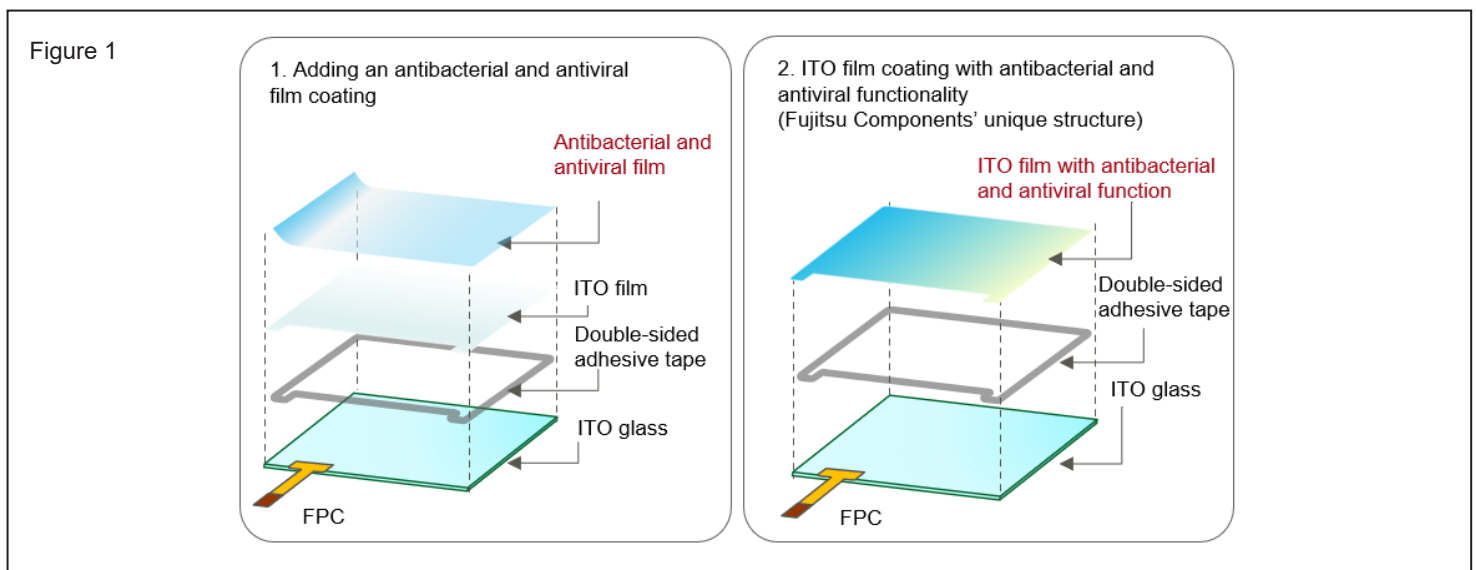 Figure 1
1. Adding an antibacterial and antiviral
film coating
Antibacterial and
antiviral film
ITO film
Double-sided
adhesive tape
ITO glass
FPC
2. ITO film coating with antibacterial and
antiviral functionality
(Fujitsu Components’ unique structure)
ITO film with antibacterial
and antiviral function
Double-sided
adhesive tape
ITO glass
FPC